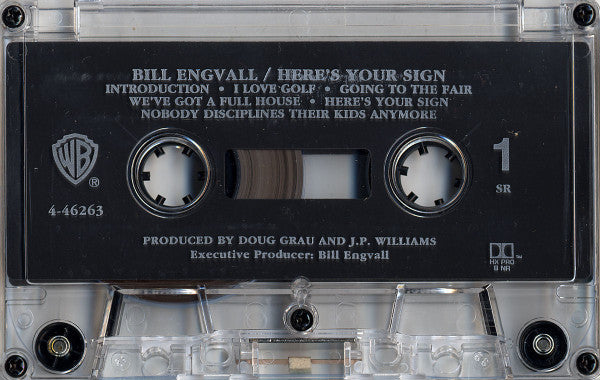 BILL ENGVALL / HERE'S YOUR SIGN
INTRODUCTION • I LOVE GOLF • GOING TO THE FAIR
WE'VE GOT A FULL HOUSE • HERE'S YOUR SIGN
NOBODY DISCIPLINES THEIR KIDS ANYMORE
WB
®
4-46263
1
SR
PRODUCED BY DOUG GRAU AND J.P. WILLIAMS
Executive Producer: Bill Engvall
HX PRO
B NR